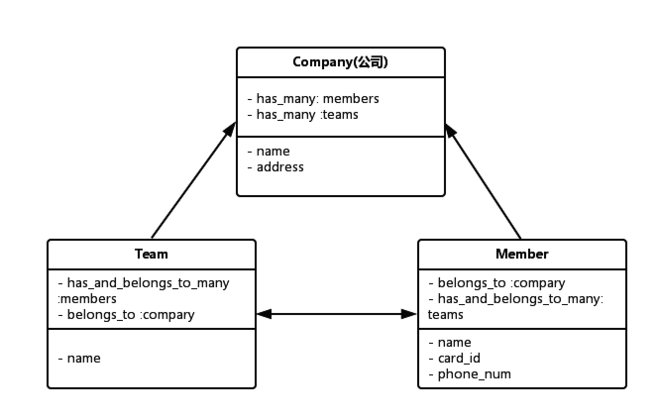 Company(公司)
- has_many: members
- has_many :teams
- name
- address
Team
- has_and_belongs_to_many
:members
- belongs_to :compary
- name
Member
- belongs_to :compary
- has_and_belongs_to_many:
teams
- name
- card_id
- phone_num